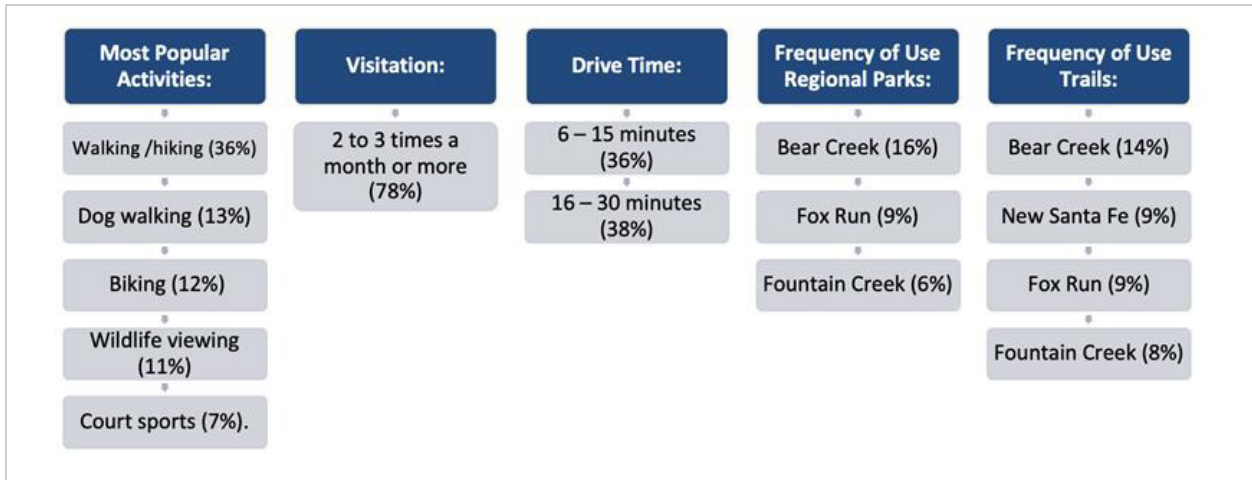 Most Popular
Activities:
Walking /hiking (36%)
Dog walking (13%)
Biking (12%)
Wildlife viewing
(11%)
Court sports (7%).
Visitation:
2 to 3 times a
month or more
(78%)
Drive Time:
6 – 15 minutes
(36%)
16 – 30 minutes
(38%)
Frequency of Use
Regional Parks:
Bear Creek (16%)
Fox Run (9%)
Fountain Creek (6%)
Frequency of Use
Trails:
Bear Creek (14%)
New Santa Fe (9%)
Fox Run (9%)
Fountain Creek (8%)